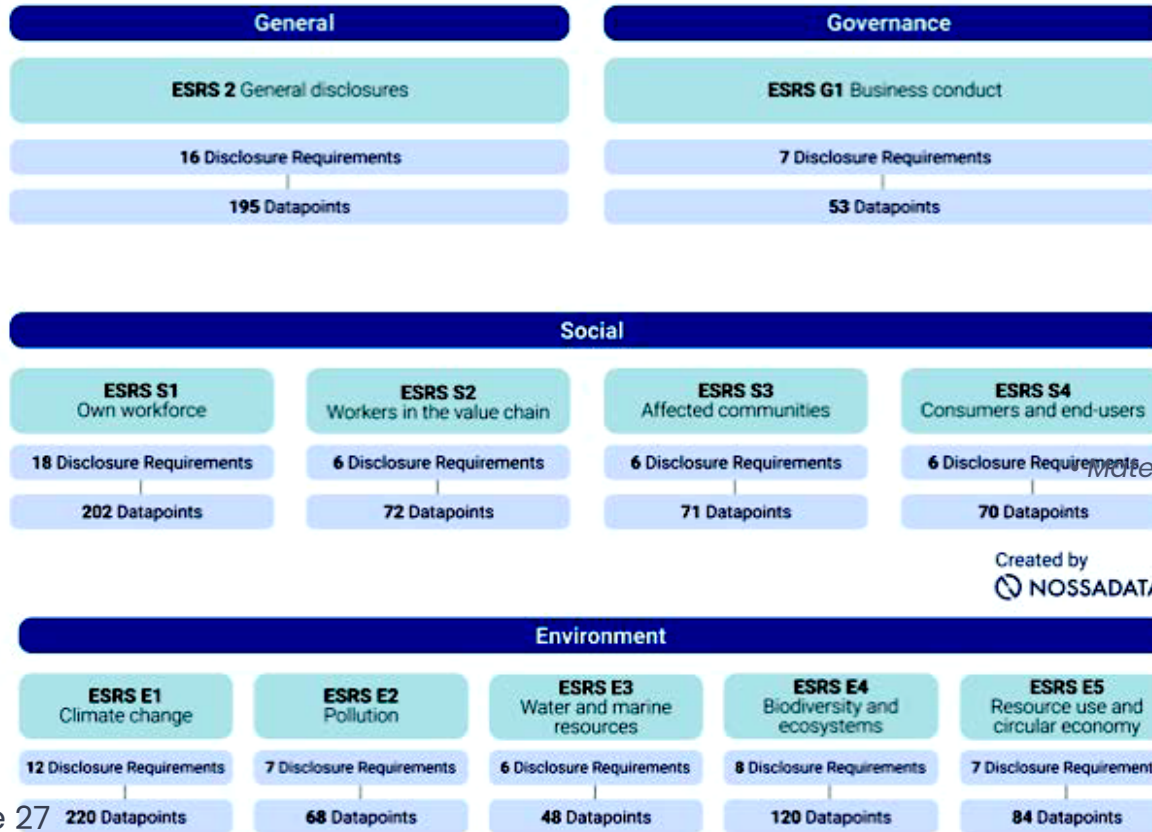 General
Governance
ESRS 2 General disclosures
ESRS G1 Business conduct
16 Disclosure Requirements
7 Disclosure Requirements
195 Datapoints
53 Datapoints
Social
ESRS S1
Own workforce
ESRS S2
Workers in the value chain
ESRS S3
Affected communities
ESRS S4
Consumers and end-users
18 Disclosure Requirements
6 Disclosure Requirements
6 Disclosure Requirements
6 Disclosure Requirements
202 Datapoints
72 Datapoints
71 Datapoints
70 Datapoints
Created by
NOSSADATA
Environment
ESRS E1
Climate change
ESRS E2
Pollution
ESRS E3
Water and marine
resources
ESRS E4
Biodiversity and
ecosystems
ESRS E5
Resource use and
circular economy
12 Disclosure Requirements
7 Disclosure Requirements
6 Disclosure Requirements
8 Disclosure Requirements
7 Disclosure Requirement
27
220 Datapoints
68 Datapoints
48 Datapoints
120 Datapoints
84 Datapoints